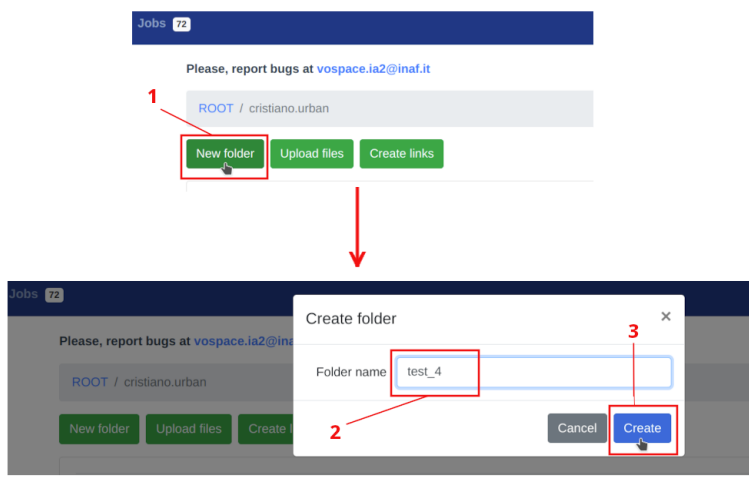 Jobs 72
Please, report bugs at vospace.ia2@inaf.it
1
ROOT / cristiano.urban
New folder Upload files Create links
Jobs 72
Create folder ×
3
Please, report bugs at vospace.ia2@ina
Folder name test_4
ROOT / cristiano.urban
New folder Upload files Create l
2
Cancel Create